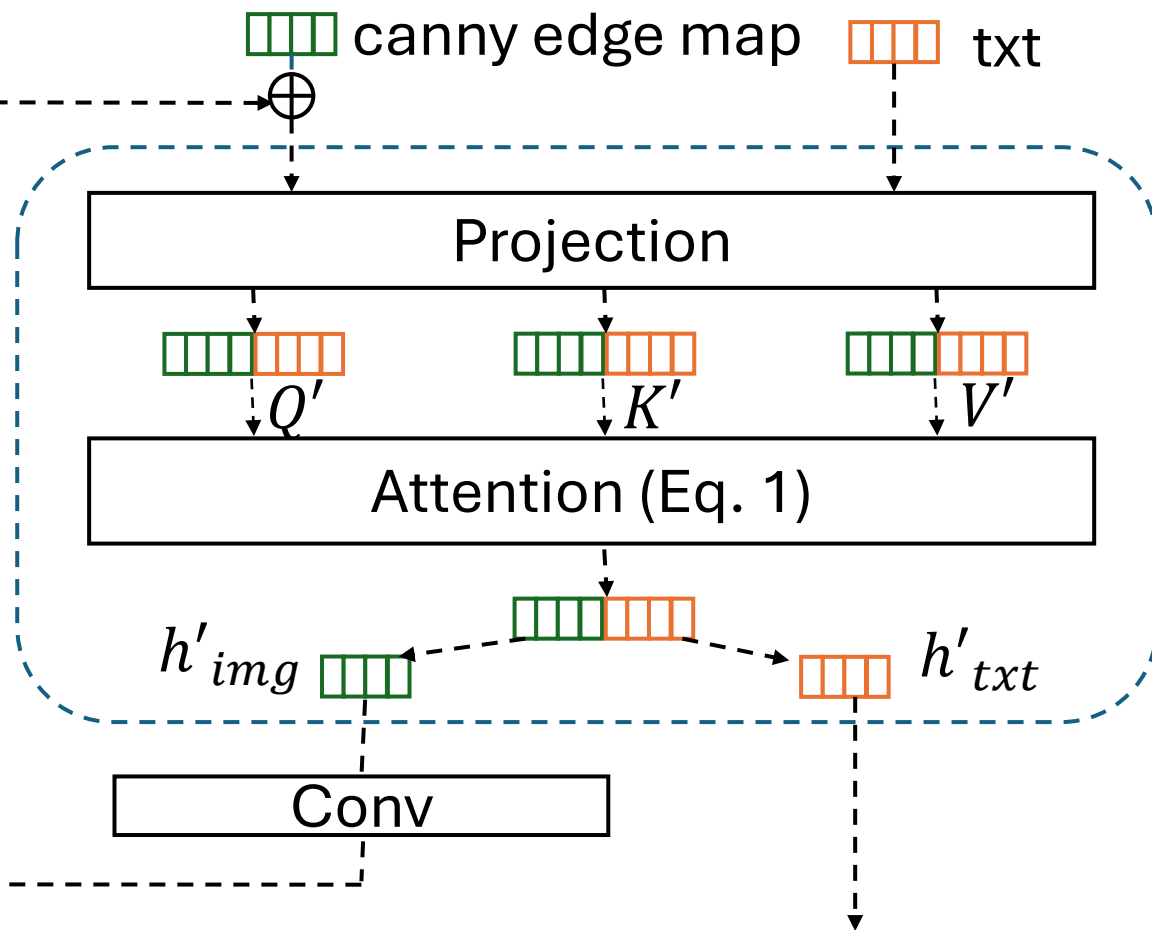 canny edge map
txt
Projection
Q′
K′
V′
Attention (Eq. 1)
h′img
h′txt
Conv